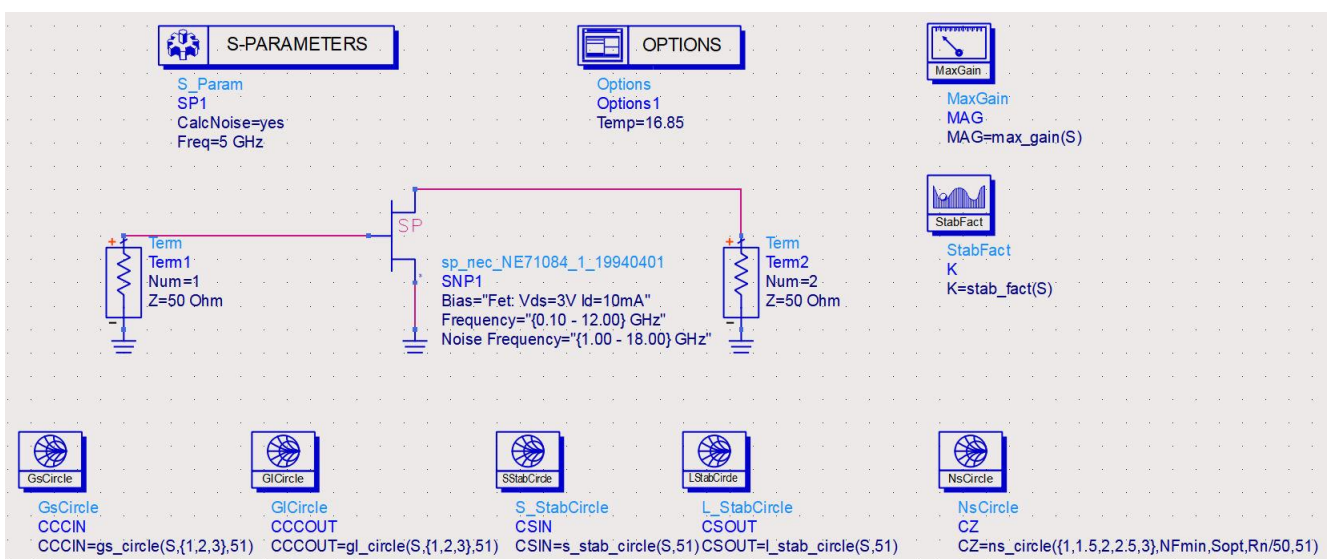 S-PARAMETERS
S_Param
SP1
CalcNoise=yes
Freq=5 GHz
OPTIONS
Options
Options1
Temp=16.85
MaxGain
MaxGain
MAG
MAG=max_gain(S)
StabFact
StabFact
K
K=stab_fact(S)
+
Term
Term1
Num=1
Z=50 Ohm
-
SP
sp_nec_NE71084_1_19940401
SNP1
Bias="Fet: Vds=3V Id=10mA"
Frequency="{0.10 - 12.00} GHz"
Noise Frequency="{1.00 - 18.00} GHz"
+
Term
Term2
Num=2
Z=50 Ohm
-
GsCircle
GsCircle
CCCIN
CCCIN=gs_circle(S,{1,2,3},51)
GlCircle
GlCircle
CCCOUT
CCCOUT=gl_circle(S,{1,2,3},51)
SStabCircle
S_StabCircle
CSIN
CSIN=s_stab_circle(S,51)
LStabCircle
L_StabCircle
CSOUT
CSOUT=l_stab_circle(S,51)
NsCircle
NsCircle
CZ
CZ=ns_circle({1,1.5,2,2.5,3},NFmin,Sopt,Rn/50,51)